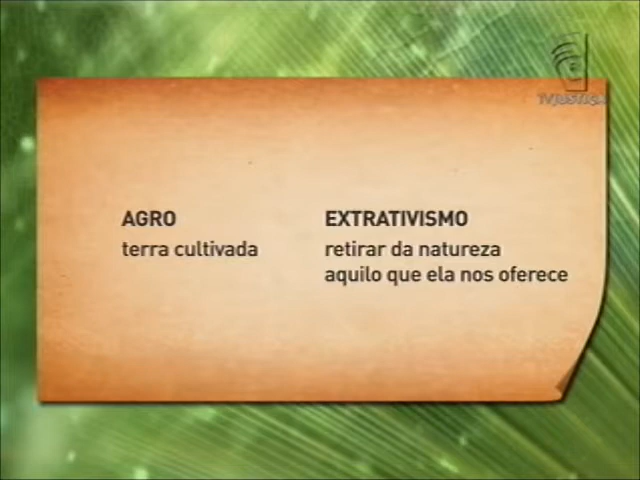 TV JUSTIÇA
AGRO
terra cultivada
EXTRATIVISMO
retirar da natureza
aquilo que ela nos oferece